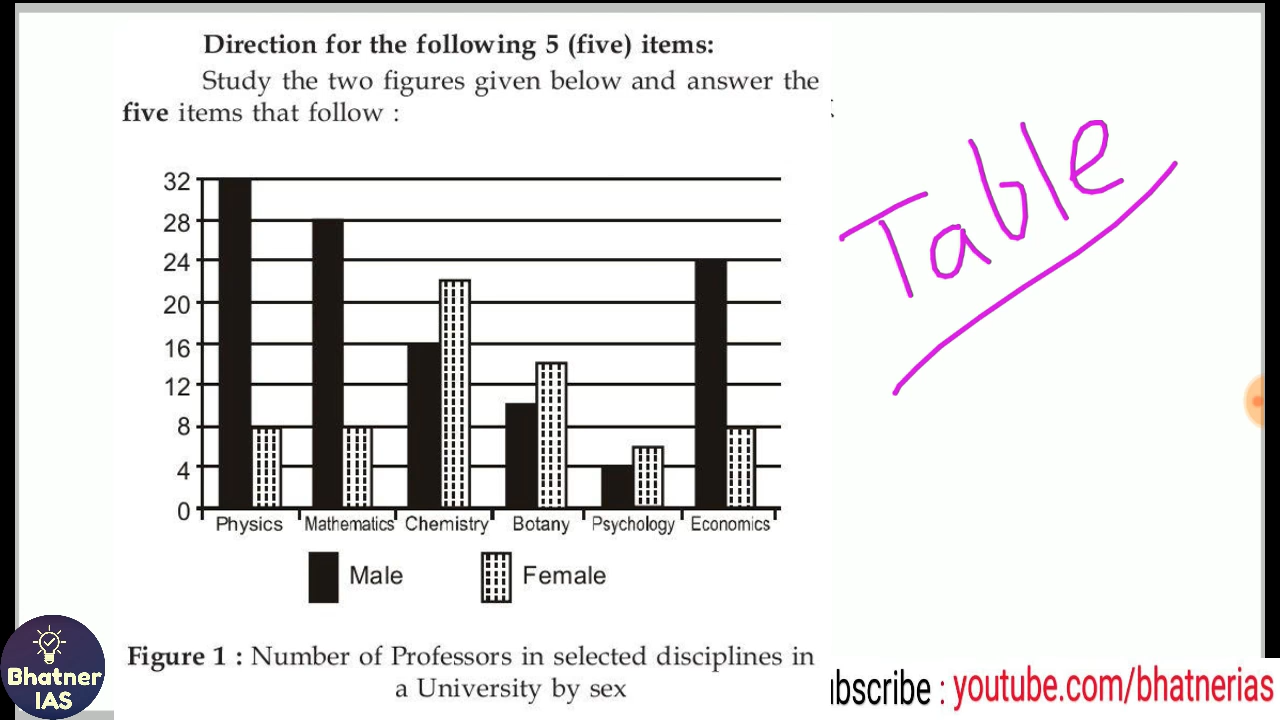 Direction for the following 5 (five) items:
Study the two figures given below and answer the
five items that follow :
Table
32
28
24
20
16
12
8
4
0
Physics Mathematics Chemistry Botany Psychology Economics
Male Female
Figure 1 : Number of Professors in selected disciplines in
a University by sex
Bhatner
IAS
ubscribe : youtube.com/bhatnerias